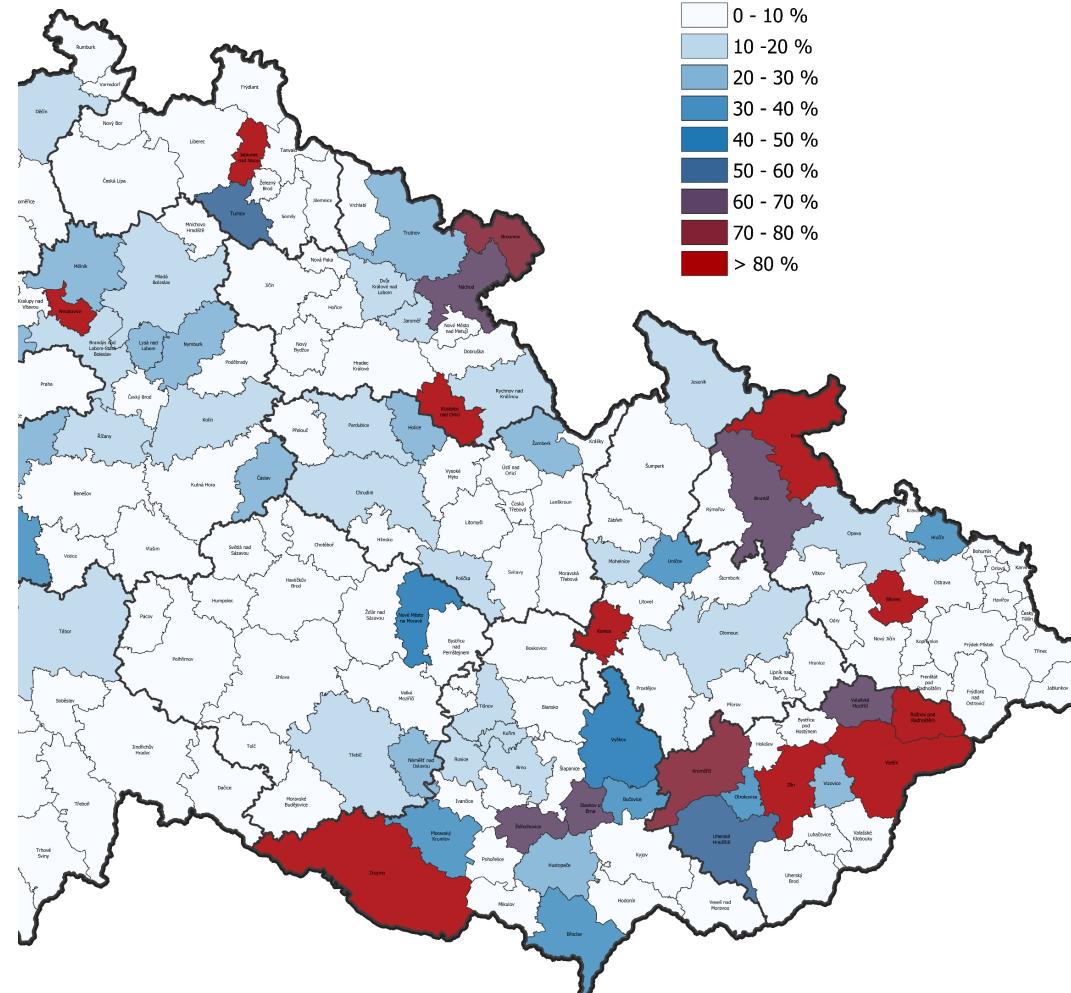 0 - 10 %
10 -20 %
20 - 30 %
30 - 40 %
40 - 50 %
50 - 60 %
60 - 70 %
70 - 80 %
> 80 %
Rumburk
Varnsdorf
Frýdlant
Děčín
Nový Bor
Liberec
Jablonec
nad Nisou
Tanvald
Česká Lípa
Železný
Brod
Jilemnice
Vrchlabí
Turnov
Semily
Mnichovo
Hradiště
Trutnov
Broumov
Nová Paka
Mělník
Mladá
Boleslav
Jičín
Dvůr
Králové nad
Labem
Náchod
Kralupy nad
Vltavou
Neratovice
Hořice
Jaroměř
Nové Město
nad Metují
Brandýs nad
Labem-Stará
Boleslav
Lysá nad
Labem
Nymburk
Nový
Bydžov
Dobruška
Poděbrady
Hradec
Králové
Praha
Český Brod
Rychnov nad
Kněžnou
Kostelec
nad Orlicí
Jeseník
Kolín
Říčany
Přelouč
Pardubice
Holice
Žamberk
Králíky
Krnov
Benešov
Kutná Hora
Čáslav
Chrudim
Vysoké
Mýto
Ústí nad
Orlicí
Šumperk
Česká
Třebová
Lanškroun
Rýmařov
Bruntál
Litomyšl
Zábřeh
Votice
Vlašim
Světlá nad
Sázavou
Chotěboř
Hlinsko
Opava
Kravaře
Hlučín
Svitavy
Moravská
Třebová
Mohelnice
Uničov
Šternberk
Vítkov
Bohumín
Orlová
Ostrava
Havířov
Havlíčkův
Brod
Polička
Humpolec
Pacov
Žďár nad
Sázavou
Nové Město
na Moravě
Litovel
Konice
Bílovec
Český
Těšín
Odry
Tábor
Bystřice
nad
Pernštejnem
Olomouc
Nový Jičín
Kopřivnice
Frýdek-Místek
Třinec
Boskovice
Pelhřimov
Jihlava
Hranice
Lipník nad
Bečvou
Frenštát
pod
Radhoštěm
Jablunkov
Prostějov
Velké
Meziříčí
Soběslav
Tišnov
Blansko
Přerov
Valašské
Meziříčí
Frýdlant
nad
Ostravicí
Rožnov pod
Radhoštěm
Bystřice
pod
Hostýnem
Kuřim
Vyškov
Holešov
Jindřichův
Hradec
Telč
Třebíč
Náměšť nad
Oslavou
Rosice
Brno
Šlapanice
Kroměříž
Vsetín
Dačice
Zlín
Vizovice
Otrokovice
Moravské
Budějovice
Ivančice
Slavkov u
Brna
Bučovice
Třeboň
Židlochovice
Moravský
Krumlov
Uherské
Hradiště
Luhačovice
Valašské
Klobouky
Trhové
Sviny
Pohořelice
Hustopeče
Kyjov
Znojmo
Uherský
Brod
Mikulov
Hodonín
Veselí nad
Moravou
Břeclav